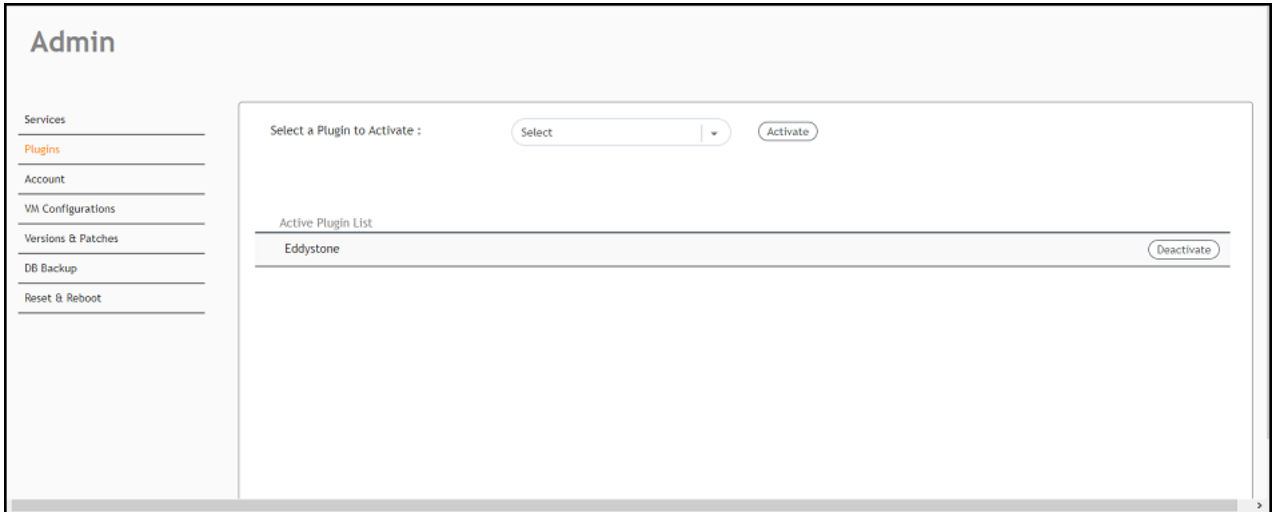 Admin
Services
Plugins
Account
VM Configurations
Versions & Patches
DB Backup
Reset & Reboot
Select a Plugin to Activate :
Select
Activate
Active Plugin List
Eddystone
Deactivate